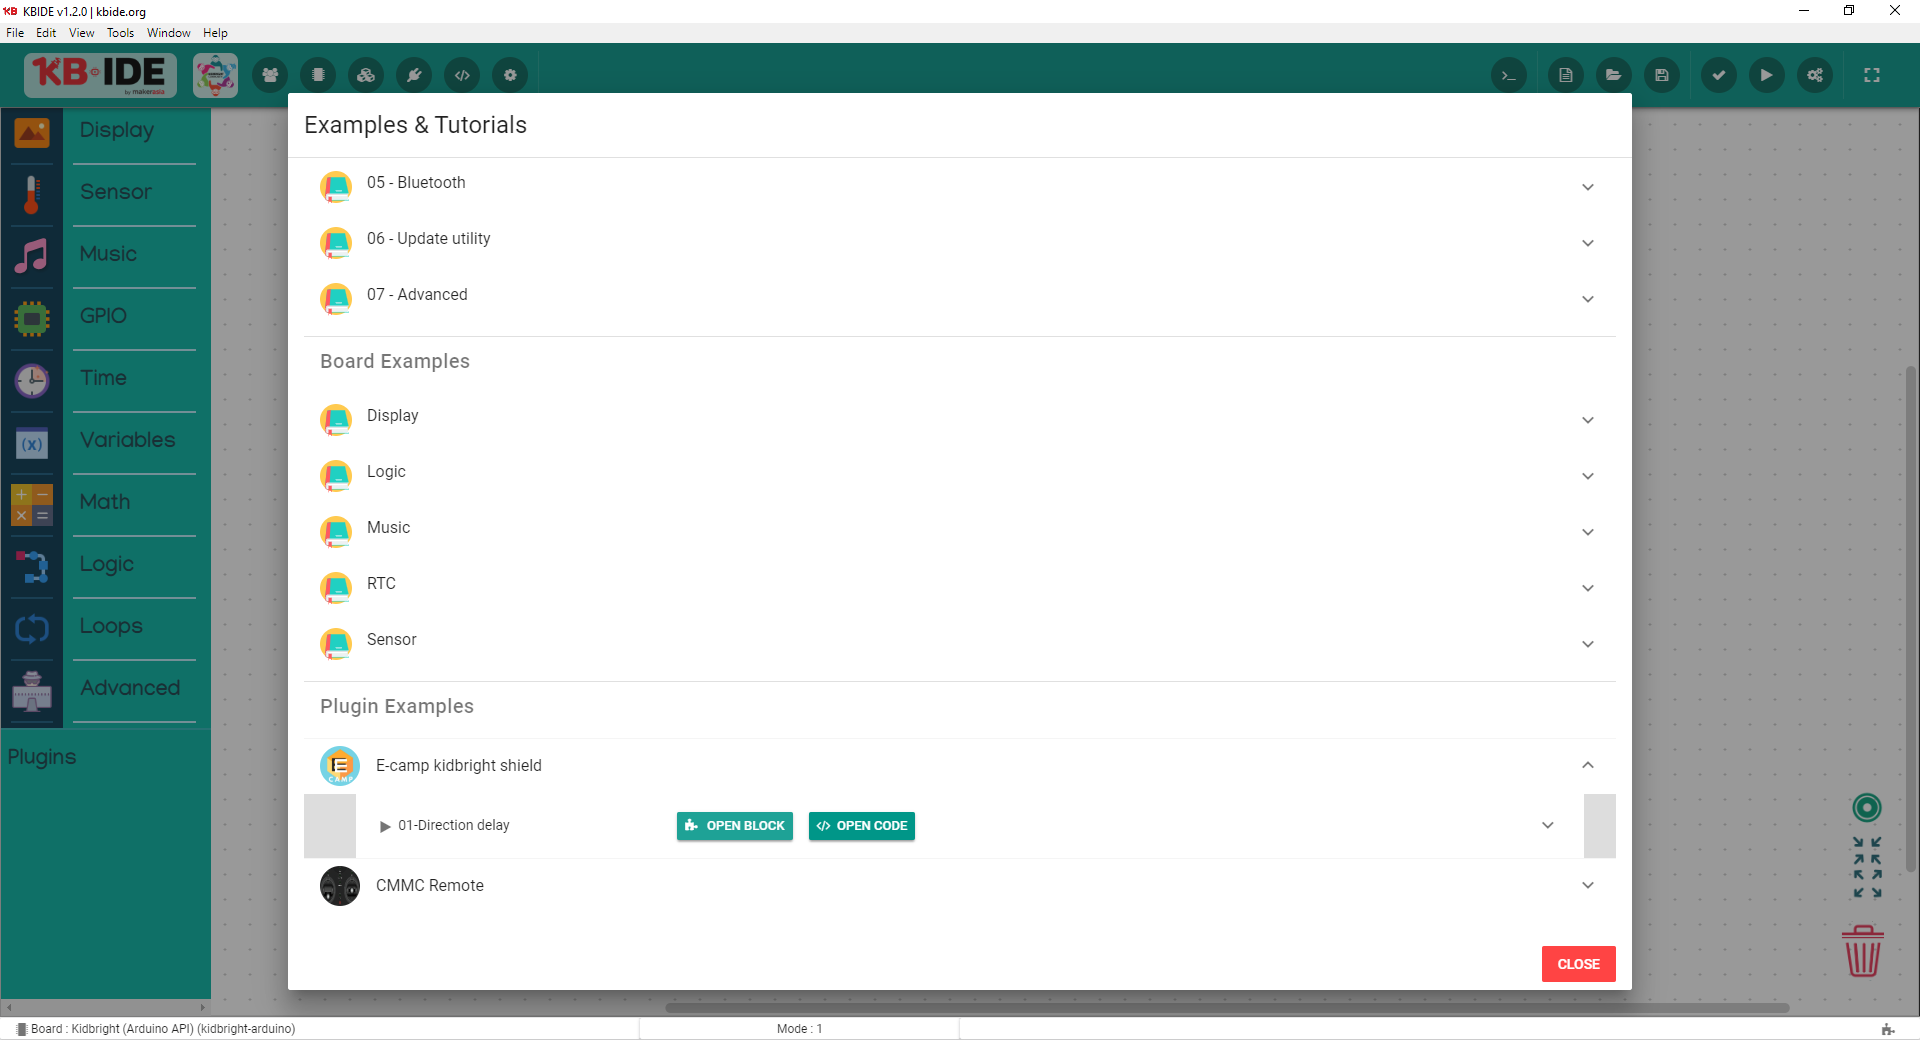 KBIDE v1.2.0 | kbide.org
File Edit View Tools Window Help
KB IDE
by makerasia
Examples & Tutorials
05 - Bluetooth
06 - Update utility
07 - Advanced
Board Examples
Display
Logic
Music
RTC
Sensor
Plugin Examples
E-camp kidbright shield
01-Direction delay
OPEN BLOCK
</> OPEN CODE
CMMC Remote
CLOSE
Display
Sensor
Music
GPIO
Time
Variables
Math
Logic
Loops
Advanced
Plugins
Board : Kidbright (Arduino API) (kidbright-arduino)
Mode : 1